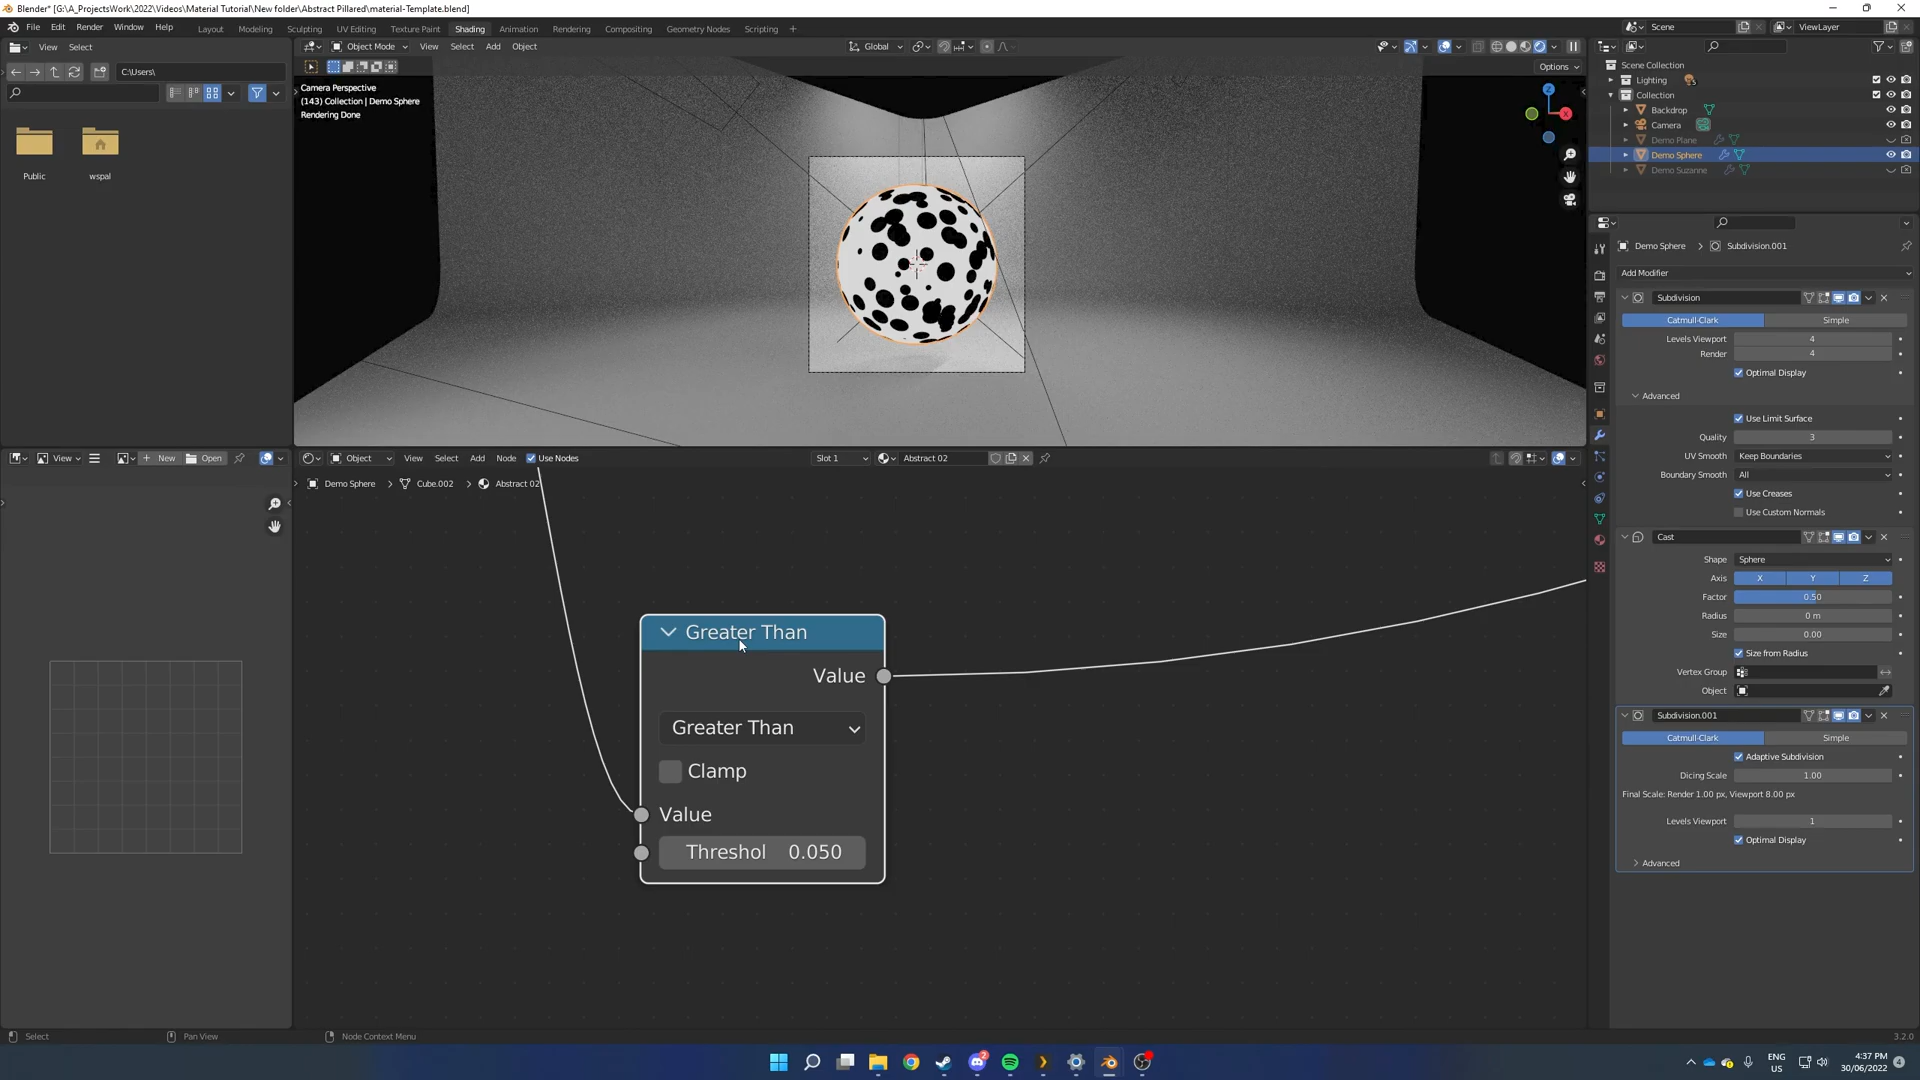 Blender* [G:\A_ProjectsWork\2022\Videos\Material Tutorial\New folder\Abstract Pillared\material-Template.blend]
File Edit Render Window Help Layout Modeling Sculpting UV Editing Texture Paint Shading Animation Rendering Compositing Geometry Nodes Scripting + Scene ViewLayer
View Select
Object Mode View Select Add Object Global
Options
C:\Users\
Public
wspal
Camera Perspective
(143) Collection | Demo Sphere
Rendering Done
Z
X
Scene Collection
Lighting
Collection
Backdrop
Camera
Demo Plane
Demo Sphere
Demo Suzanne
Demo Sphere > Subdivision.001
Add Modifier
Subdivision
Catmull-Clark Simple
Levels Viewport 4
Render 4
Optimal Display
Advanced
Use Limit Surface
Quality 3
UV Smooth Keep Boundaries
Boundary Smooth All
Use Creases
Use Custom Normals
Cast
Shape Sphere
Axis X Y Z
Factor 0.50
Radius 0 m
Size 0.00
Size from Radius
Vertex Group
Object
Subdivision.001
Catmull-Clark Simple
Adaptive Subdivision
Dicing Scale 1.00
Final Scale: Render 1.00 px, Viewport 8.00 px
Levels Viewport 1
Optimal Display
Advanced
View + New Open
Object View Select Add Node Use Nodes Slot 1 Abstract 02
Demo Sphere > Cube.002 > Abstract 02
Greater Than
Value
Greater Than
Clamp
Value
Threshol 0.050
Select Pan View Node Context Menu 3.2.0
2
ENG
US
4:37 PM
30/06/2022
4